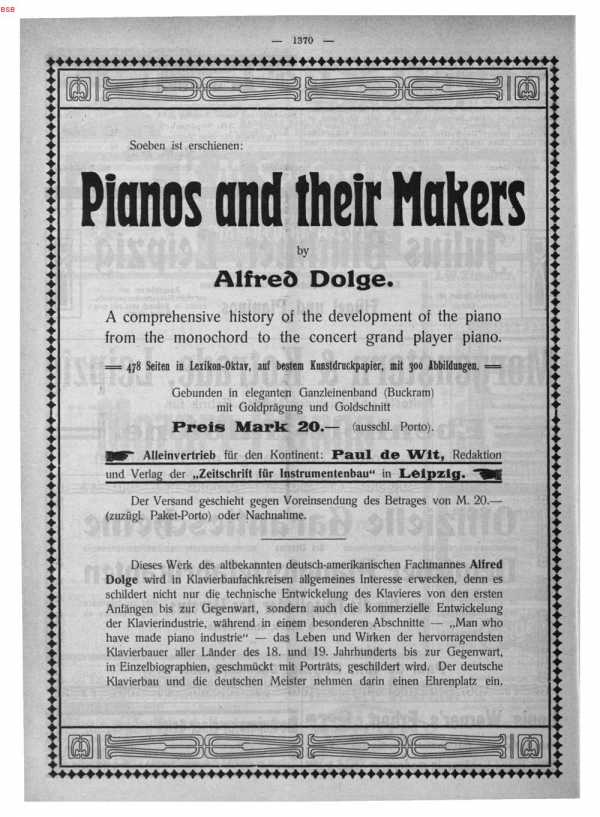 BSB
— 1370 —
Soeben ist erschienen:
Pianos and their Makers
by
Alfred Dolge.
A comprehensive history of the development of the piano
from the monochord to the concert grand player piano.
478 Seiten in Lexikon-Oktav, auf bestem Kunstdruckpapier, mit 300 Abbildungen.
Gebunden in eleganten Ganzleinenband (Buckram)
mit Goldprägung und Goldschnitt
Preis Mark 20.— (ausschl. Porto).
Alleinvertrieb für den Kontinent: Paul de Wit, Redaktion
und Verlag der „Zeitschrift für Instrumentenbau“ in Leipzig.
Der Versand geschieht gegen Voreinsendung des Betrages von M. 20.—
(zuzügl. Paket-Porto) oder Nachnahme.
Dieses Werk des altbekannten deutsch-amerikanischen Fachmannes Alfred
Dolge wird in Klavierbaufachkreisen allgemeines Interesse erwecken, denn es
schildert nicht nur die technische Entwickelung des Klavieres von den ersten
Anfängen bis zur Gegenwart, sondern auch die kommerzielle Entwickelung
der Klavierindustrie, während in einem besonderen Abschnitte — „Man who
have made piano industrie“ — das Leben und Wirken der hervorragendsten
Klavierbauer aller Länder des 18. und 19. Jahrhunderts bis zur Gegenwart,
in Einzelbiographien, geschmückt mit Porträts, geschildert wird. Der deutsche
Klavierbau und die deutschen Meister nehmen darin einen Ehrenplatz ein.